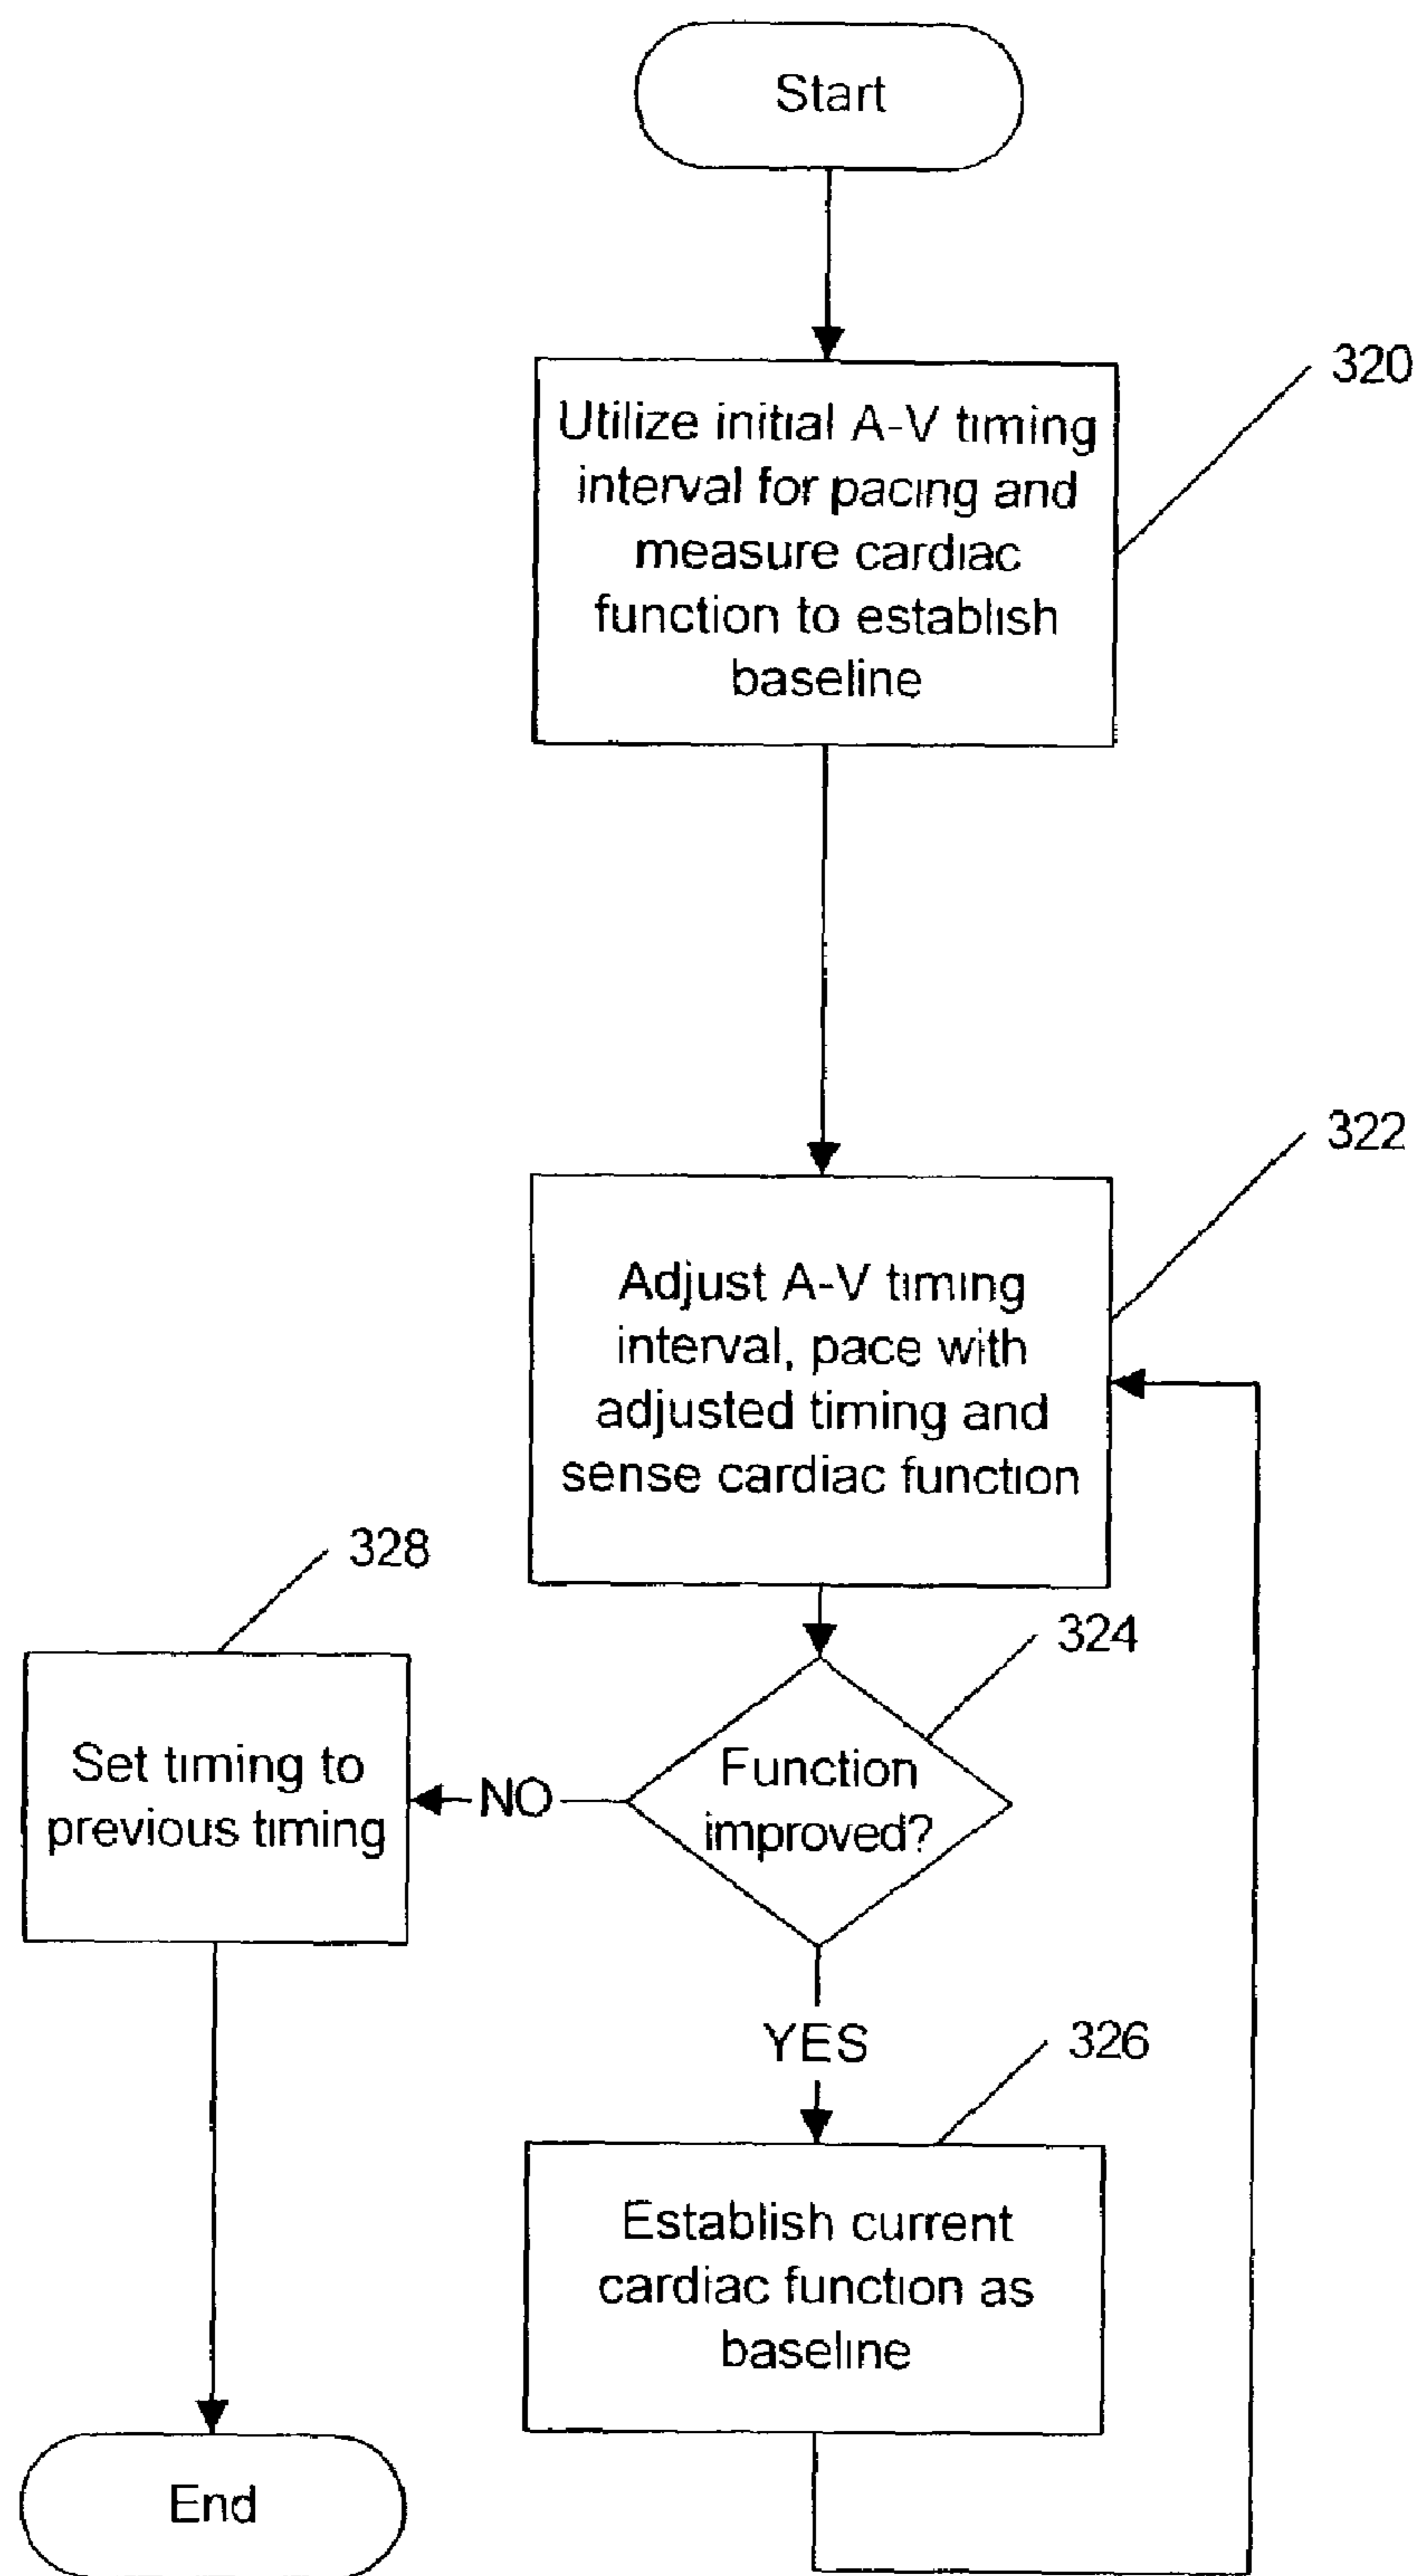 Start
320
Utilize initial A-V timing
interval for pacing and
measure cardiac
function to establish
baseline
322
Adjust A-V timing
interval, pace with
adjusted timing and
sense cardiac function
328
324
Set timing to
previous timing
NO
Function
improved?
YES
326
Establish current
cardiac function as
baseline
End